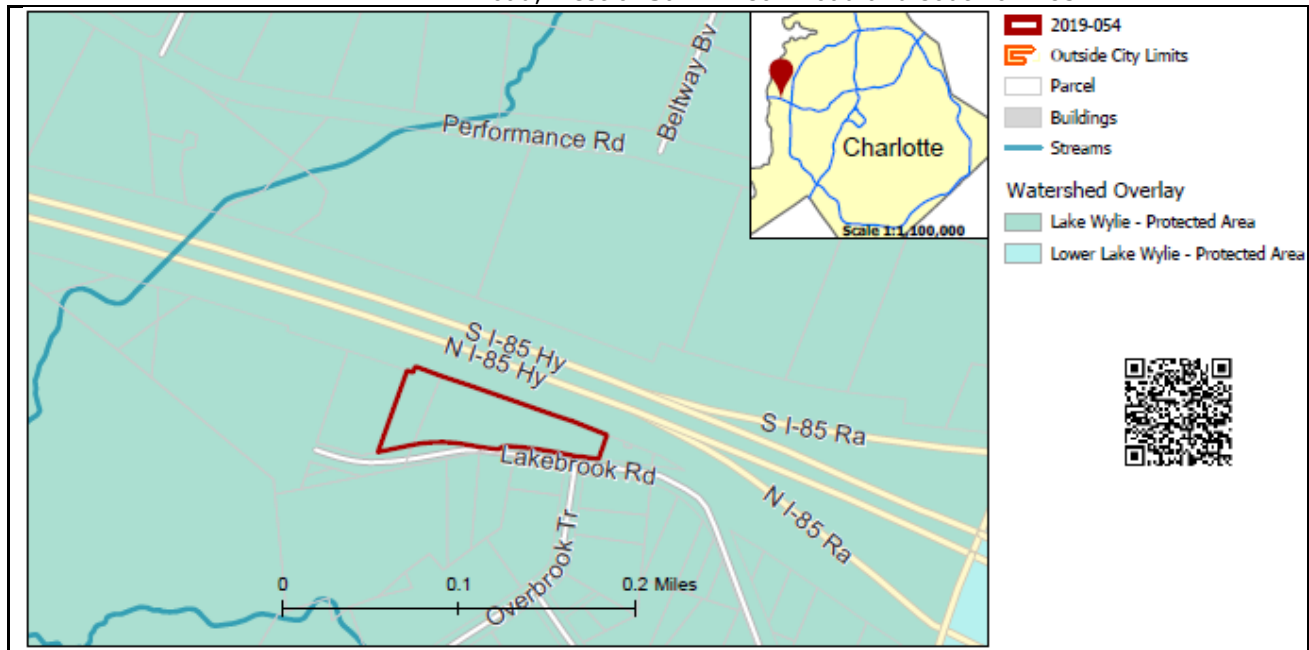 Beltway Bv
Performance Rd
Charlotte
Scale 1:1,100,000
S I-85 Hy
N I-85 Hy
S I-85 Ra
Lakebrook Rd
N I-85 Ra
Overbrook Tr
0 0.1 0.2 Miles
2019-054
Outside City Limits
Parcel
Buildings
Streams
Watershed Overlay
Lake Wylie - Protected Area
Lower Lake Wylie - Protected Area